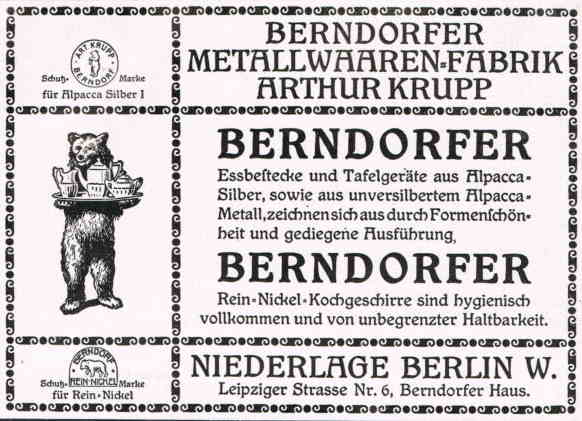 BERNDORFER
METALLWAAREN-FABRIK
ARTHUR KRUPP
ART. KRUPP
BERNDORF
Schutz- Marke
für Alpacca Silber I
BERNDORFER
Essbeſtecke und Tafelgeräte aus Alpacca-
Silber, sowie aus unversilbertem Alpacca-
Metall, zeichnen sich aus durch Formenſchön-
heit und gediegene Ausführung,
BERNDORFER
Rein-Nickel-Kochgeschirre sind hygienisch
vollkommen und von unbegrenzter Haltbarkeit.
BERNDORF
REIN-NICKEL
Schutz- Marke
für Rein-Nickel
NIEDERLAGE BERLIN W.
Leipziger Strasse Nr. 6, Berndorfer Haus.